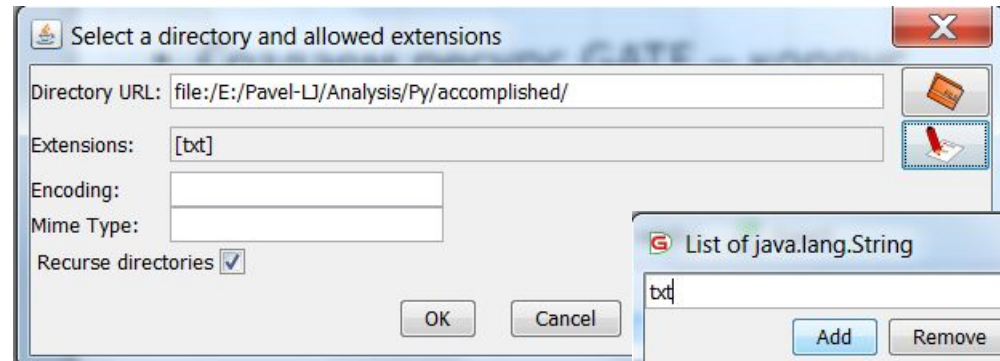 Select a directory and allowed extensions
Directory URL: file:/E:/Pavel-LJ/Analysis/Py/accomplished/
Extensions: [txt]
Encoding:
Mime Type:
Recurse directories
OK Cancel
List of java.lang.String
txt
Add Remove